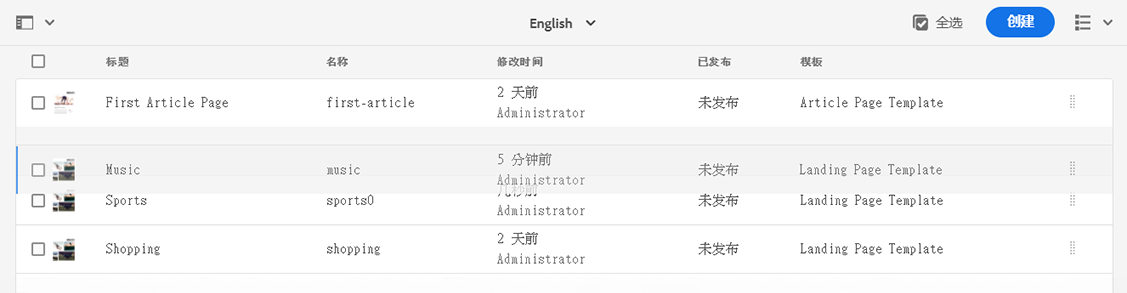 English 全选 创建
标题 名称 修改时间 已发布 模板
First Article Page first-article 2 天前 未发布 Article Page Template
Administrator
Music music 5 分钟前 未发布 Landing Page Template
Administrator
Sports sports0 几秒前 未发布 Landing Page Template
Administrator
Shopping shopping 2 天前 未发布 Landing Page Template
Administrator